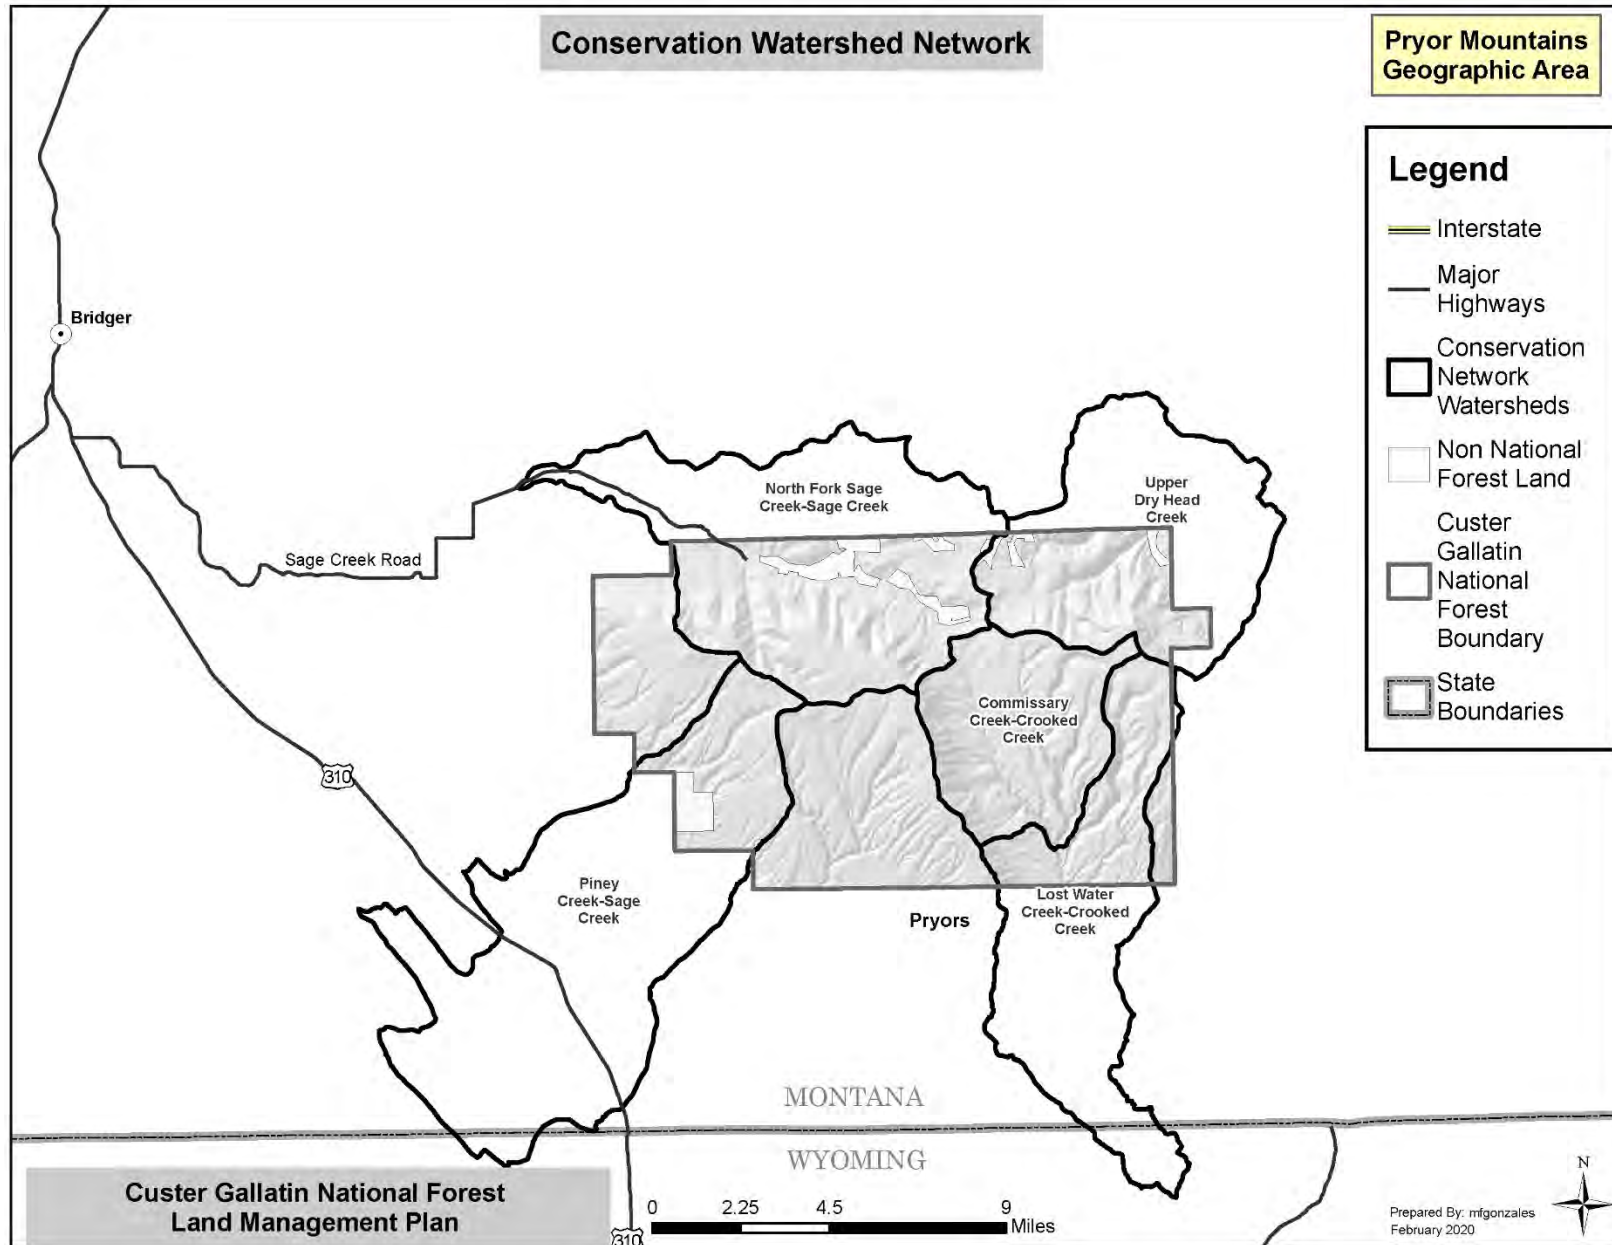 Conservation Watershed Network
Pryor Mountains
Geographic Area
Legend
Interstate
Major
Highways
Conservation
Network
Watersheds
Non National
Forest Land
Custer
Gallatin
National
Forest
Boundary
State
Boundaries
Bridger
North Fork Sage
Creek-Sage Creek
Upper
Dry Head
Creek
Sage Creek Road
Commissary
Creek-Crooked
Creek
310
Piney
Creek-Sage
Creek
Lost Water
Creek-Crooked
Creek
Pryors
MONTANA
WYOMING
Custer Gallatin National Forest
Land Management Plan
310
0 2.25 4.5 9
Miles
N
Prepared By: mfgonzales
February 2020